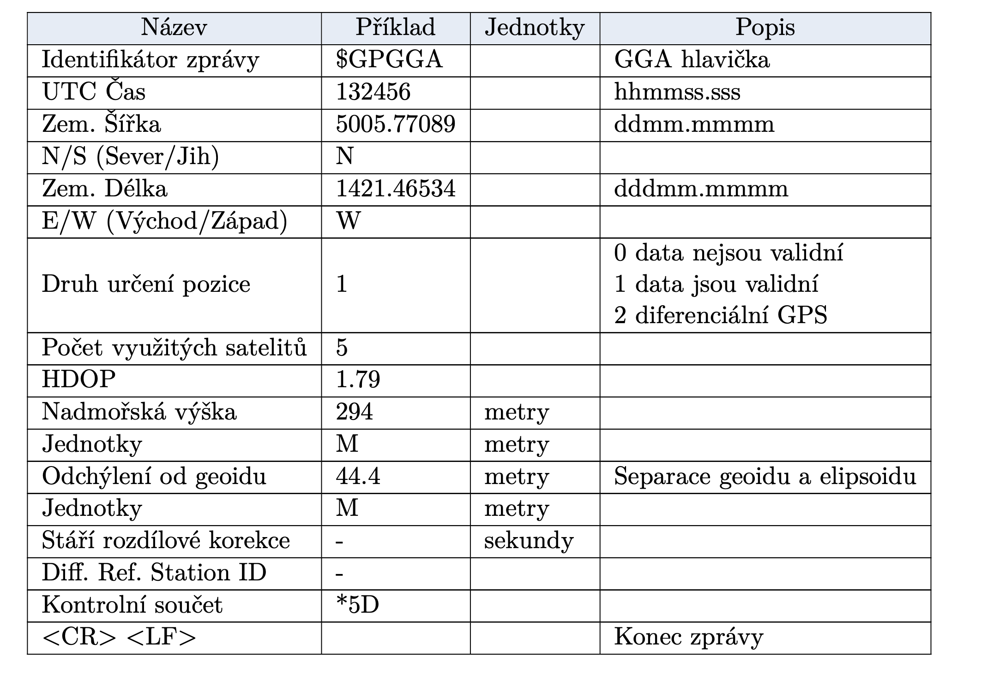 Název Příklad Jednotky Popis
Identifikátor zprávy $GPGGA GGA hlavička
UTC Čas 132456 hhmmss.sss
Zem. Šířka 5005.77089 ddmm.mmmm
N/S (Sever/Jih) N
Zem. Délka 1421.46534 dddmm.mmmm
E/W (Východ/Západ) W
0 data nejsou validní
Druh určení pozice 1 1 data jsou validní
2 diferenciální GPS
Počet využitých satelitů 5
HDOP 1.79
Nadmořská výška 294 metry
Jednotky M metry
Odchýlení od geoidu 44.4 metry Separace geoidu a elipsoidu
Jednotky M metry
Stáří rozdílové korekce - sekundy
Diff. Ref. Station ID -
Kontrolní součet *5D
<CR> <LF> Konec zprávy